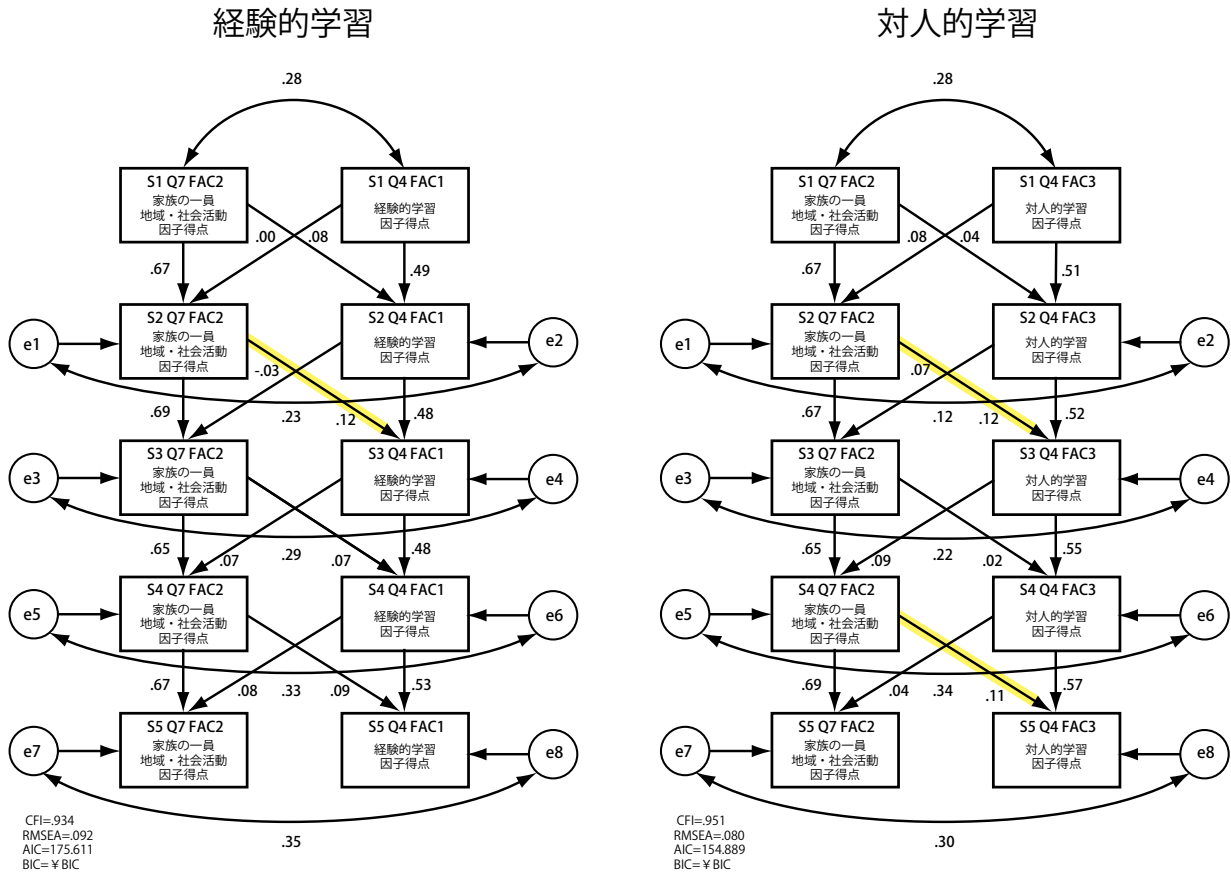 経験的学習
.28
S1 Q7 FAC2
家族の一員
地域・社会活動
因子得点
S1 Q4 FAC1
経験的学習
因子得点
.00
.08
.67
.49
S2 Q7 FAC2
家族の一員
地域・社会活動
因子得点
S2 Q4 FAC1
経験的学習
因子得点
e1
e2
-.03
.69
.23
.12
.48
S3 Q7 FAC2
家族の一員
地域・社会活動
因子得点
S3 Q4 FAC1
経験的学習
因子得点
e3
e4
.65
.07
.29
.07
.48
S4 Q7 FAC2
家族の一員
地域・社会活動
因子得点
S4 Q4 FAC1
経験的学習
因子得点
e5
e6
.67
.08
.33
.09
.53
S5 Q7 FAC2
家族の一員
地域・社会活動
因子得点
S5 Q4 FAC1
経験的学習
因子得点
e7
e8
.35
CFI=.934
RMSEA=.092
AIC=175.611
BIC=¥BIC
対人的学習
.28
S1 Q7 FAC2
家族の一員
地域・社会活動
因子得点
S1 Q4 FAC3
対人的学習
因子得点
.08
.04
.67
.51
S2 Q7 FAC2
家族の一員
地域・社会活動
因子得点
S2 Q4 FAC3
対人的学習
因子得点
e1
e2
.07
.67
.12
.12
.52
S3 Q7 FAC2
家族の一員
地域・社会活動
因子得点
S3 Q4 FAC3
対人的学習
因子得点
e3
e4
.65
.09
.22
.02
.55
S4 Q7 FAC2
家族の一員
地域・社会活動
因子得点
S4 Q4 FAC3
対人的学習
因子得点
e5
e6
.69
.04
.34
.11
.57
S5 Q7 FAC2
家族の一員
地域・社会活動
因子得点
S5 Q4 FAC3
対人的学習
因子得点
e7
e8
.30
CFI=.951
RMSEA=.080
AIC=154.889
BIC=¥BIC